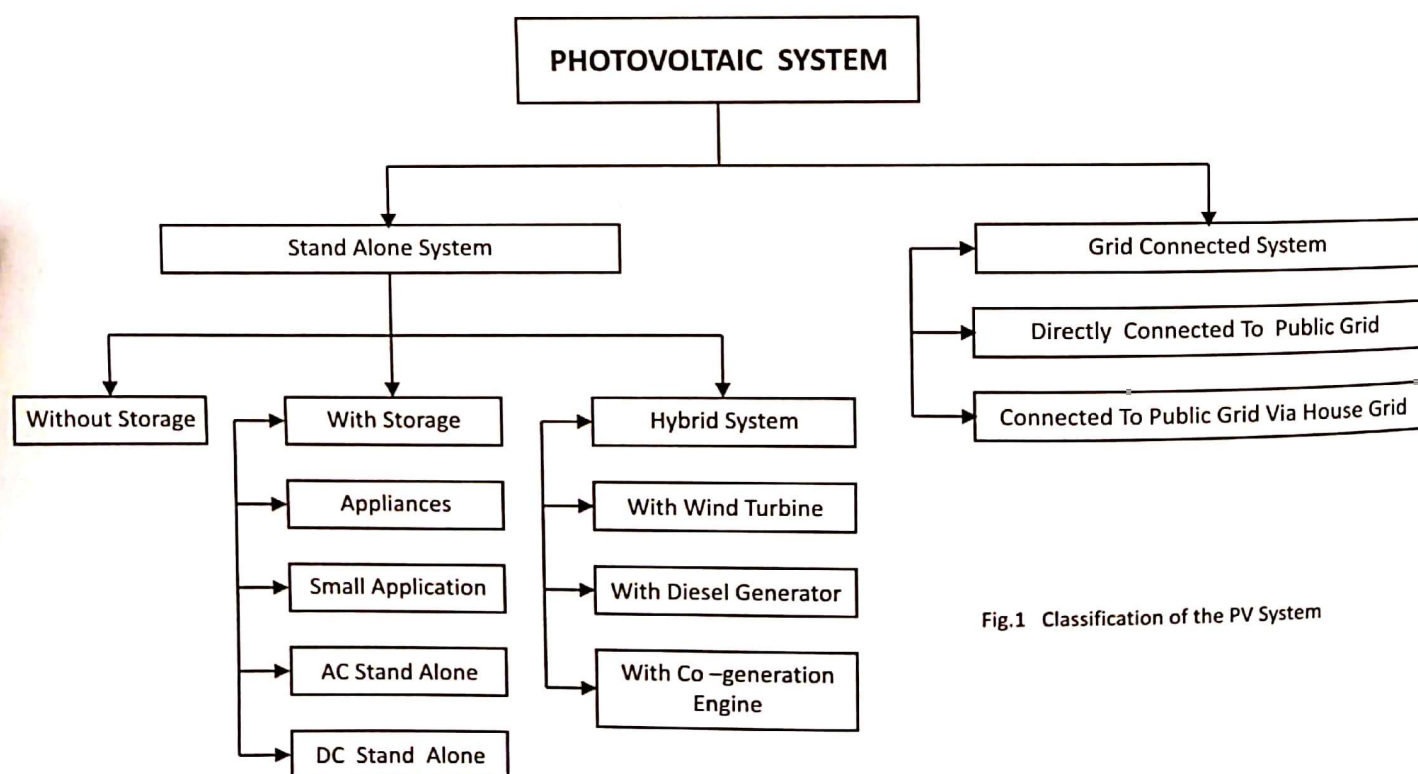 PHOTOVOLTAIC SYSTEM
Stand Alone System
Grid Connected System
Directly Connected To Public Grid
Connected To Public Grid Via House Grid
Without Storage
With Storage
Hybrid System
Appliances
With Wind Turbine
Small Application
With Diesel Generator
AC Stand Alone
With Co –generation
Engine
DC Stand Alone
Fig.1 Classification of the PV System